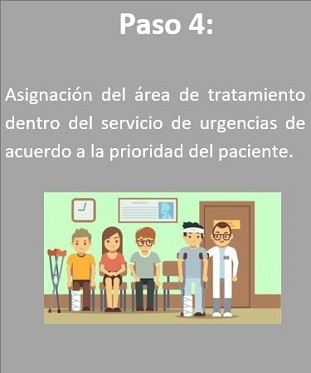 Paso 4:
Asignación del área de tratamiento
dentro del servicio de urgencias de
acuerdo a la prioridad del paciente.